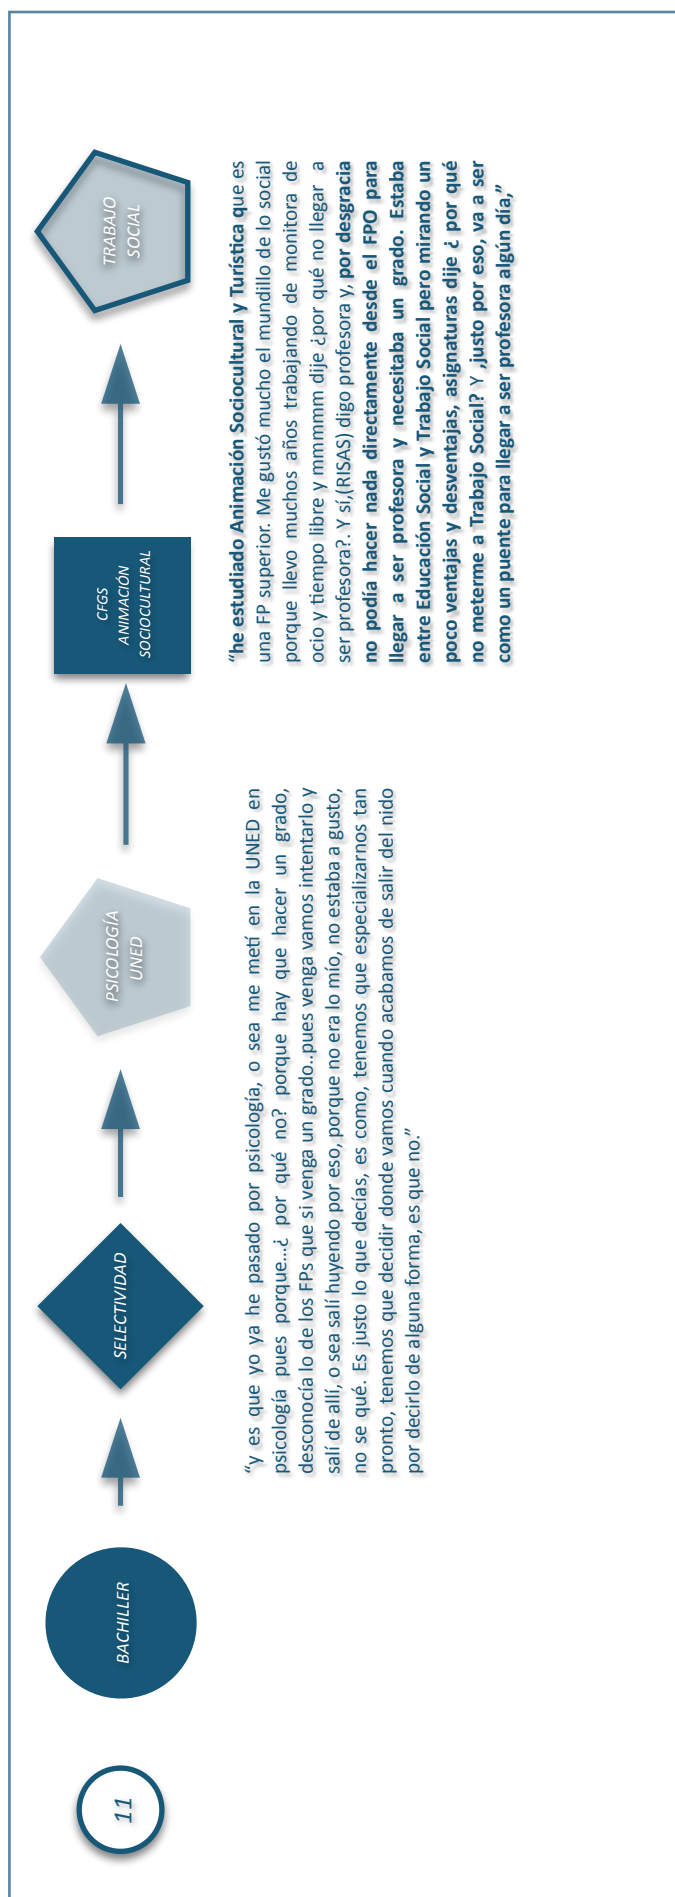 11
BACHILLER
SELECTIVIDAD
PSICOLOGÍA
UNED
CFGS
ANIMACIÓN
SOCIOCULTURAL
TRABAJO
SOCIAL
“y es que yo ya he pasado por psicología, o sea me metí en la UNED en
psicología pues porque...¿ por qué no? porque hay que hacer un grado,
desconocía lo de los FPs que si venga un grado..pues venga vamos intentarlo y
salí de allí, o sea salí huyendo por eso, porque no era lo mío, no estaba a gusto,
no se qué. Es justo lo que decías, es como, tenemos que especializarnos tan
pronto, tenemos que decidir donde vamos cuando acabamos de salir del nido
por decirlo de alguna forma, es que no.”
“he estudiado Animación Sociocultural y Turística que es
una FP superior. Me gustó mucho el mundillo de lo social
porque llevo muchos años trabajando de monitora de
ocio y tiempo libre y mmmmm dije ¿por qué no llegar a
ser profesora?. Y sí,(RISAS) digo profesora y, por desgracia
no podía hacer nada directamente desde el FPO para
llegar a ser profesora y necesitaba un grado. Estaba
entre Educación Social y Trabajo Social pero mirando un
poco ventajas y desventajas, asignaturas dije ¿ por qué
no meterme a Trabajo Social? Y ,justo por eso, va a ser
como un puente para llegar a ser profesora algún día,”